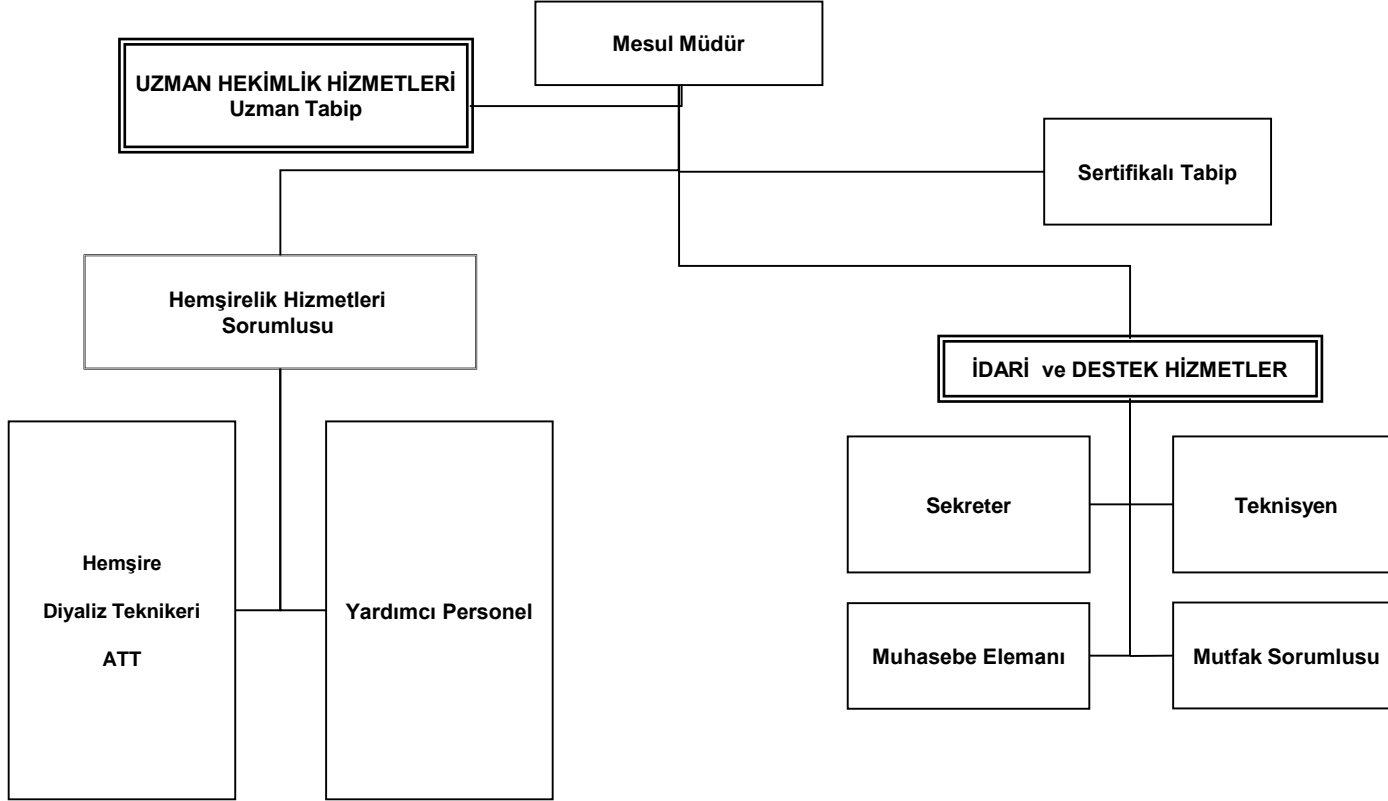 Mesul Müdür
UZMAN HEKİMLİK HİZMETLERİ
Uzman Tabip
Sertifikalı Tabip
Hemşirelik Hizmetleri
Sorumlusu
İDARİ ve DESTEK HİZMETLER
Hemşire
Diyaliz Teknikeri
ATT
Yardımcı Personel
Sekreter
Teknisyen
Muhasebe Elemanı
Mutfak Sorumlusu